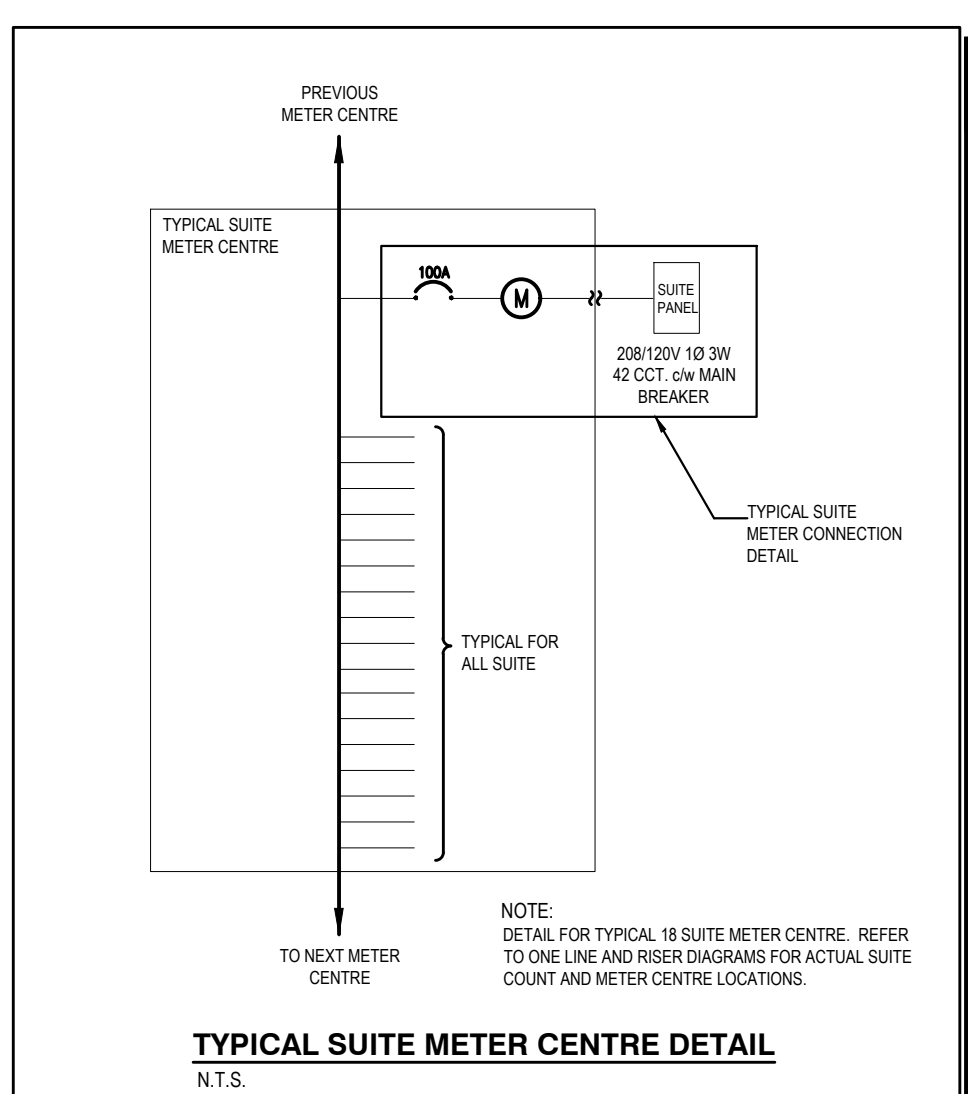 PREVIOUS
METER CENTRE
TYPICAL SUITE
METER CENTRE
100A
M
SUITE
PANEL
208/120V 1Ø 3W
42 CCT. c/w MAIN
BREAKER
TYPICAL SUITE
METER CONNECTION
DETAIL
TYPICAL FOR
ALL SUITE
TO NEXT METER
CENTRE
NOTE:
DETAIL FOR TYPICAL 18 SUITE METER CENTRE. REFER
TO ONE LINE AND RISER DIAGRAMS FOR ACTUAL SUITE
COUNT AND METER CENTRE LOCATIONS.
TYPICAL SUITE METER CENTRE DETAIL
N.T.S.